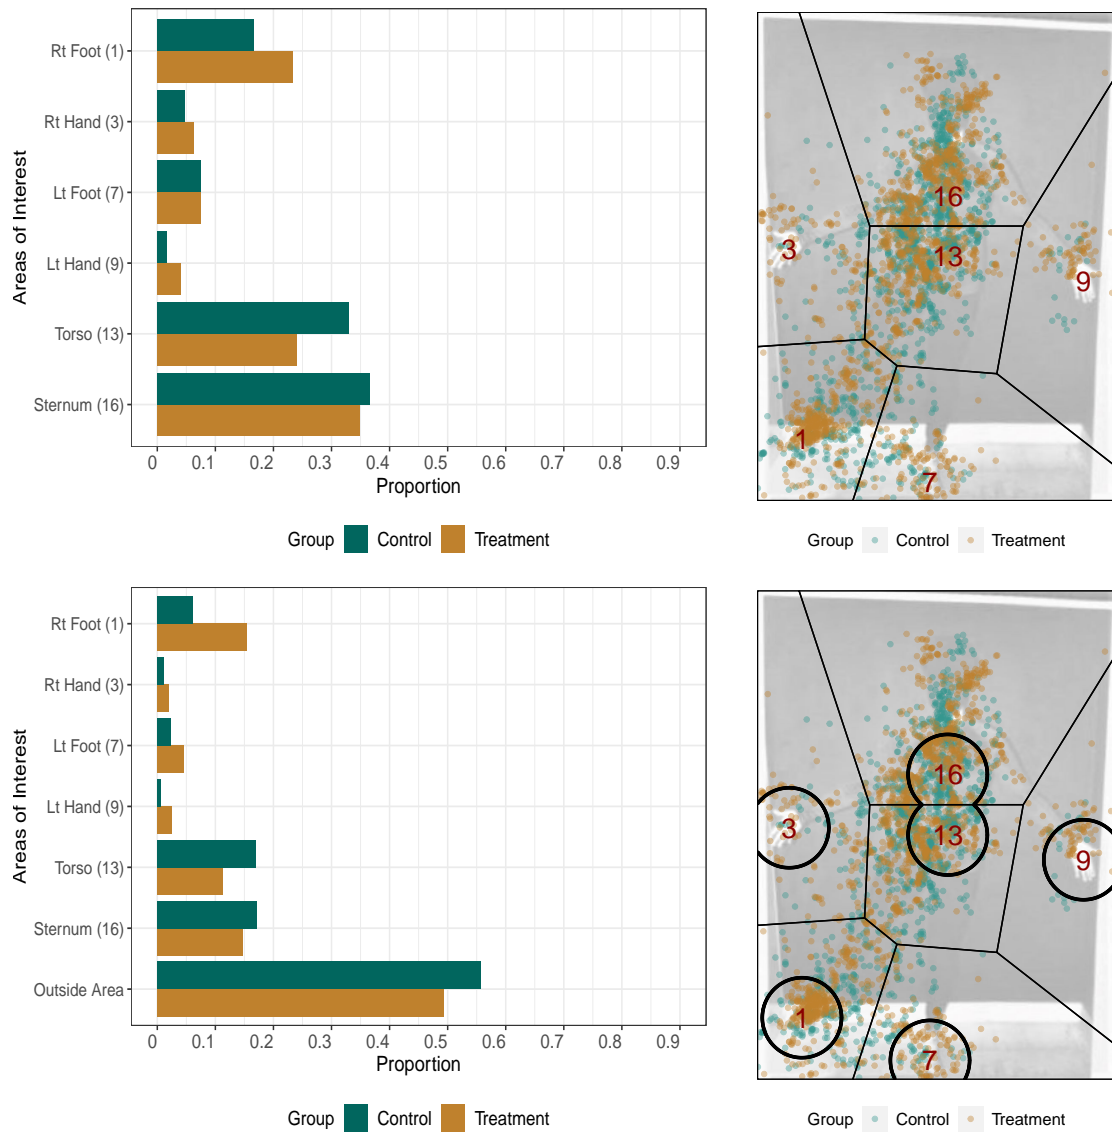 Areas of Interest
Rt Foot (1)
Rt Hand (3)
Lt Foot (7)
Lt Hand (9)
Torso (13)
Sternum (16)
0 0.1 0.2 0.3 0.4 0.5 0.6 0.7 0.8 0.9
Proportion
Group Control Treatment
16
3
13
9
1
7
Group Control Treatment
Areas of Interest
Rt Foot (1)
Rt Hand (3)
Lt Foot (7)
Lt Hand (9)
Torso (13)
Sternum (16)
Outside Area
0 0.1 0.2 0.3 0.4 0.5 0.6 0.7 0.8 0.9
Proportion
Group Control Treatment
16
3
13
9
1
7
Group Control Treatment